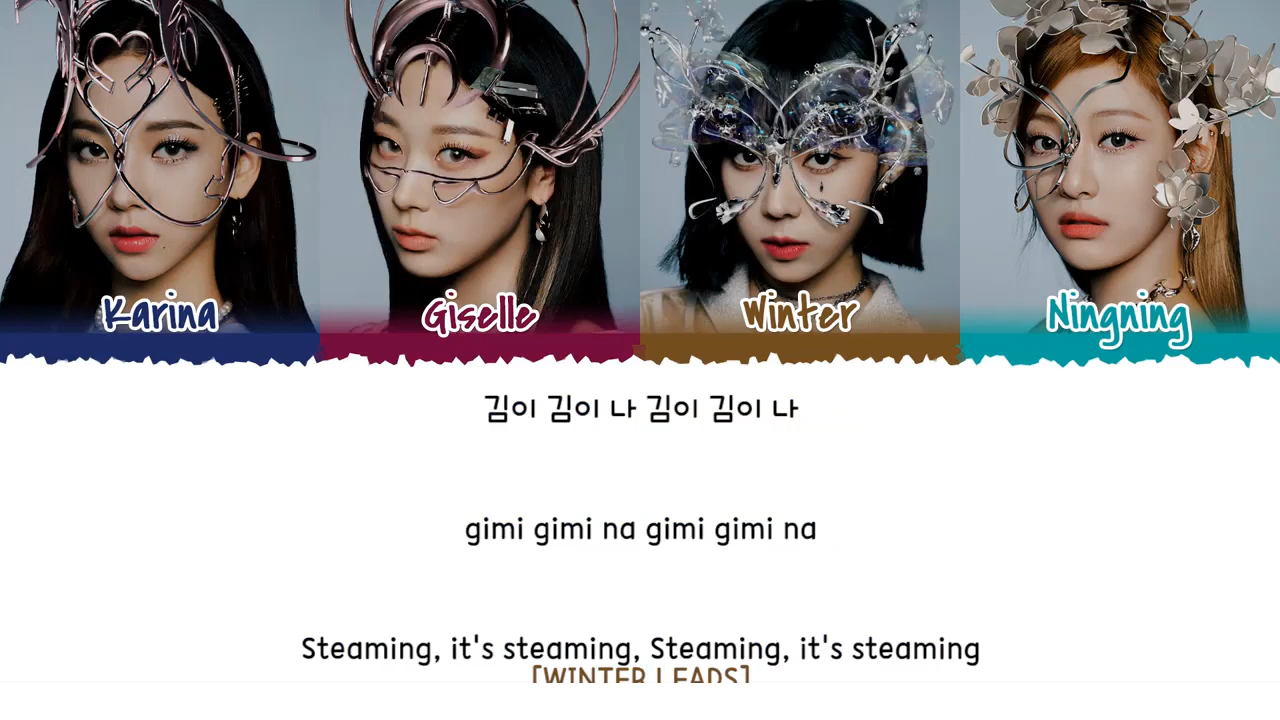 Karina
Giselle
Winter
Ningning
김이 김이 나 김이 김이 나
gimi gimi na gimi gimi na
Steaming, it's steaming, Steaming, it's steaming
[WINTER LEADS]